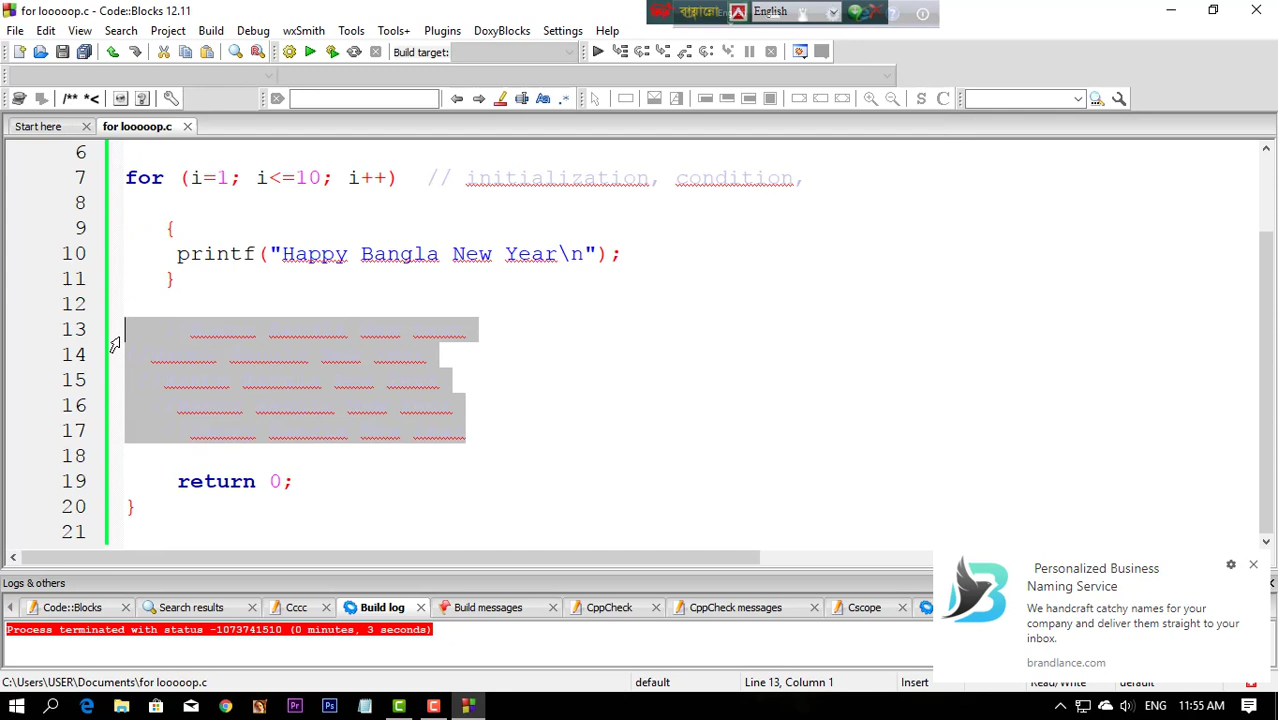 for looooop.c - Code::Blocks 12.11
বায়ান্নো English
File Edit View Search Project Build Debug wxSmith Tools Tools+ Plugins DoxyBlocks Settings Help
Build target:
/** *<
S C
Start here for looooop.c
6
7 for (i=1; i<=10; i++) // initialization, condition,
8
9 {
10 printf("Happy Bangla New Year\n");
11 }
12
13
14
15
16
17
18
19 return 0;
20 }
21
Personalized Business
Naming Service
We handcraft catchy names for your
company and deliver them straight to your
inbox.
brandlance.com
Logs & others
Code::Blocks Search results Cccc Build log Build messages CppCheck CppCheck messages Cscope
Process terminated with status -1073741510 (0 minutes, 3 seconds)
C:\Users\USER\Documents\for looooop.c default Line 13, Column 1 Insert Read/Write default
ENG 11:55 AM